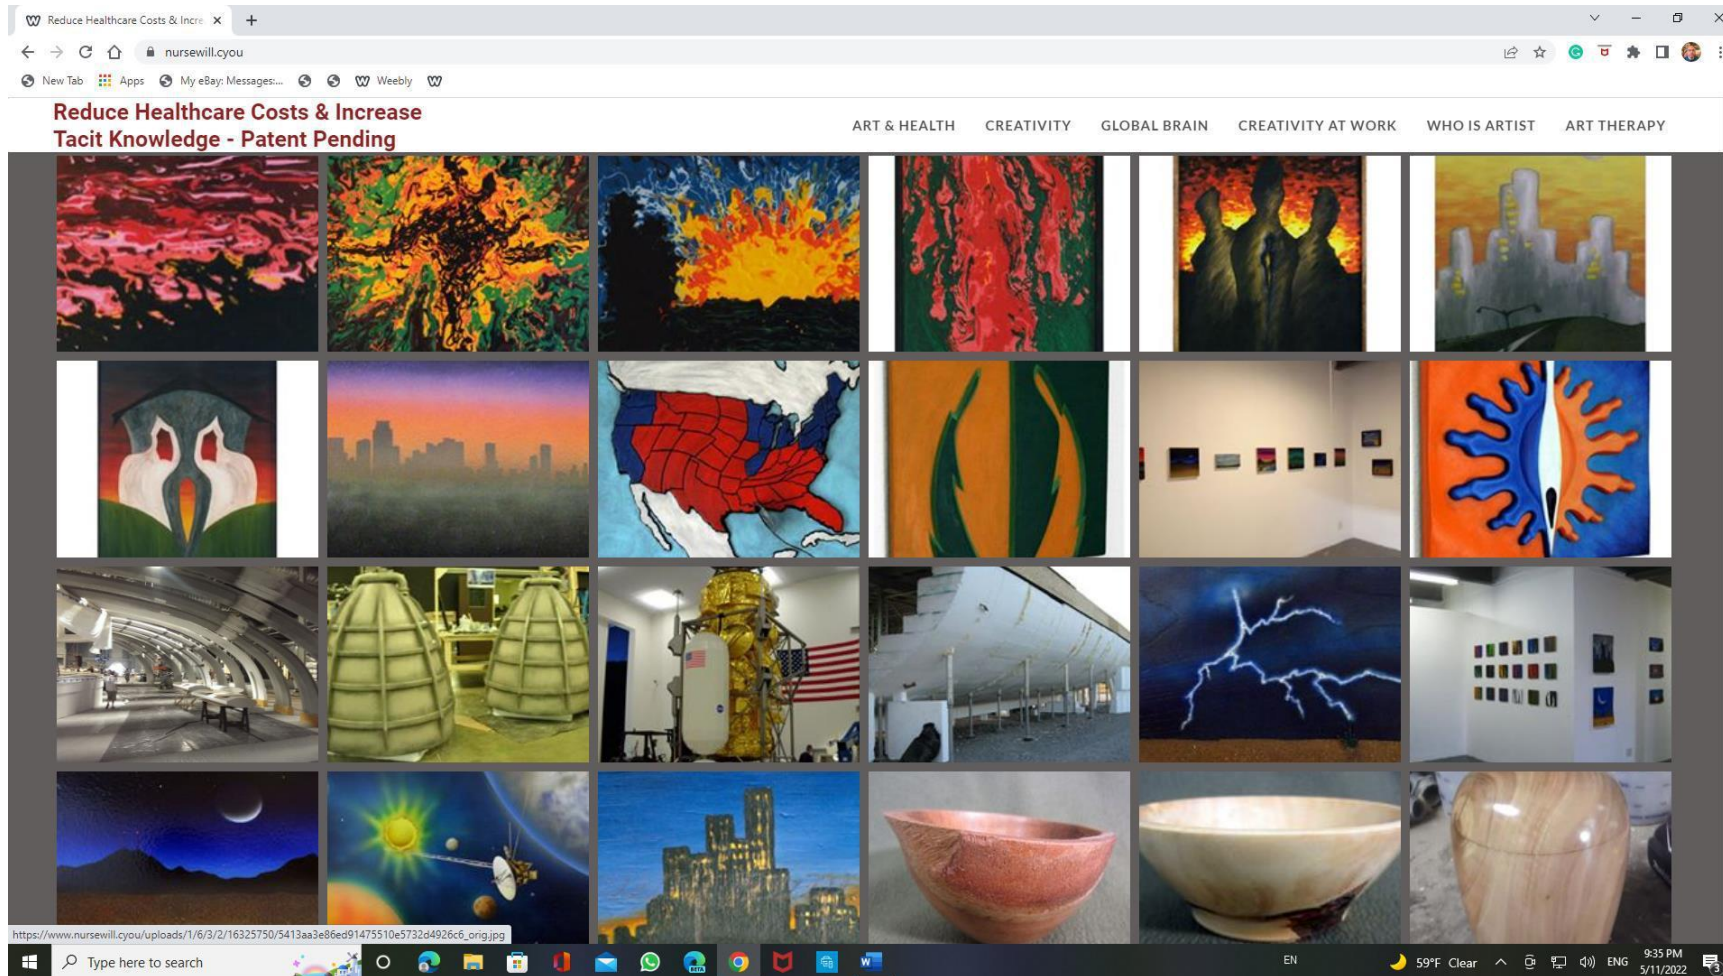 Reduce Healthcare Costs & Incre
nursewill.cyou
New Tab Apps My eBay: Messages:... Weebly
Reduce Healthcare Costs & Increase
Tacit Knowledge - Patent Pending
ART & HEALTH CREATIVITY GLOBAL BRAIN CREATIVITY AT WORK WHO IS ARTIST ART THERAPY
https://www.nursewill.cyou/uploads/1/6/3/2/16325750/5413aa3e86ed91475510e5732d4926c6_orig.jpg
Type here to search
BETA
EN
59°F Clear
ENG
9:35 PM
5/11/2022
3